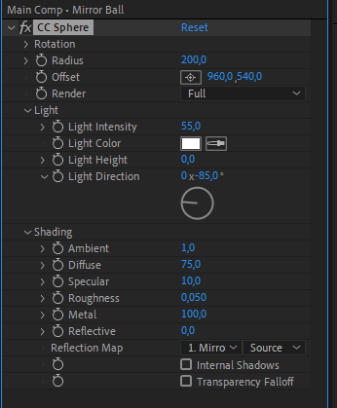 Main Comp • Mirror Ball
fx CC Sphere Reset
Rotation
Radius 200,0
Offset 960,0,540,0
Render Full
Light
Light Intensity 55,0
Light Color
Light Height 0,0
Light Direction 0x-85,0°
Shading
Ambient 1,0
Diffuse 75,0
Specular 10,0
Roughness 0,050
Metal 100,0
Reflective 0,0
Reflection Map 1. Mirro Source
Internal Shadows
Transparency Falloff